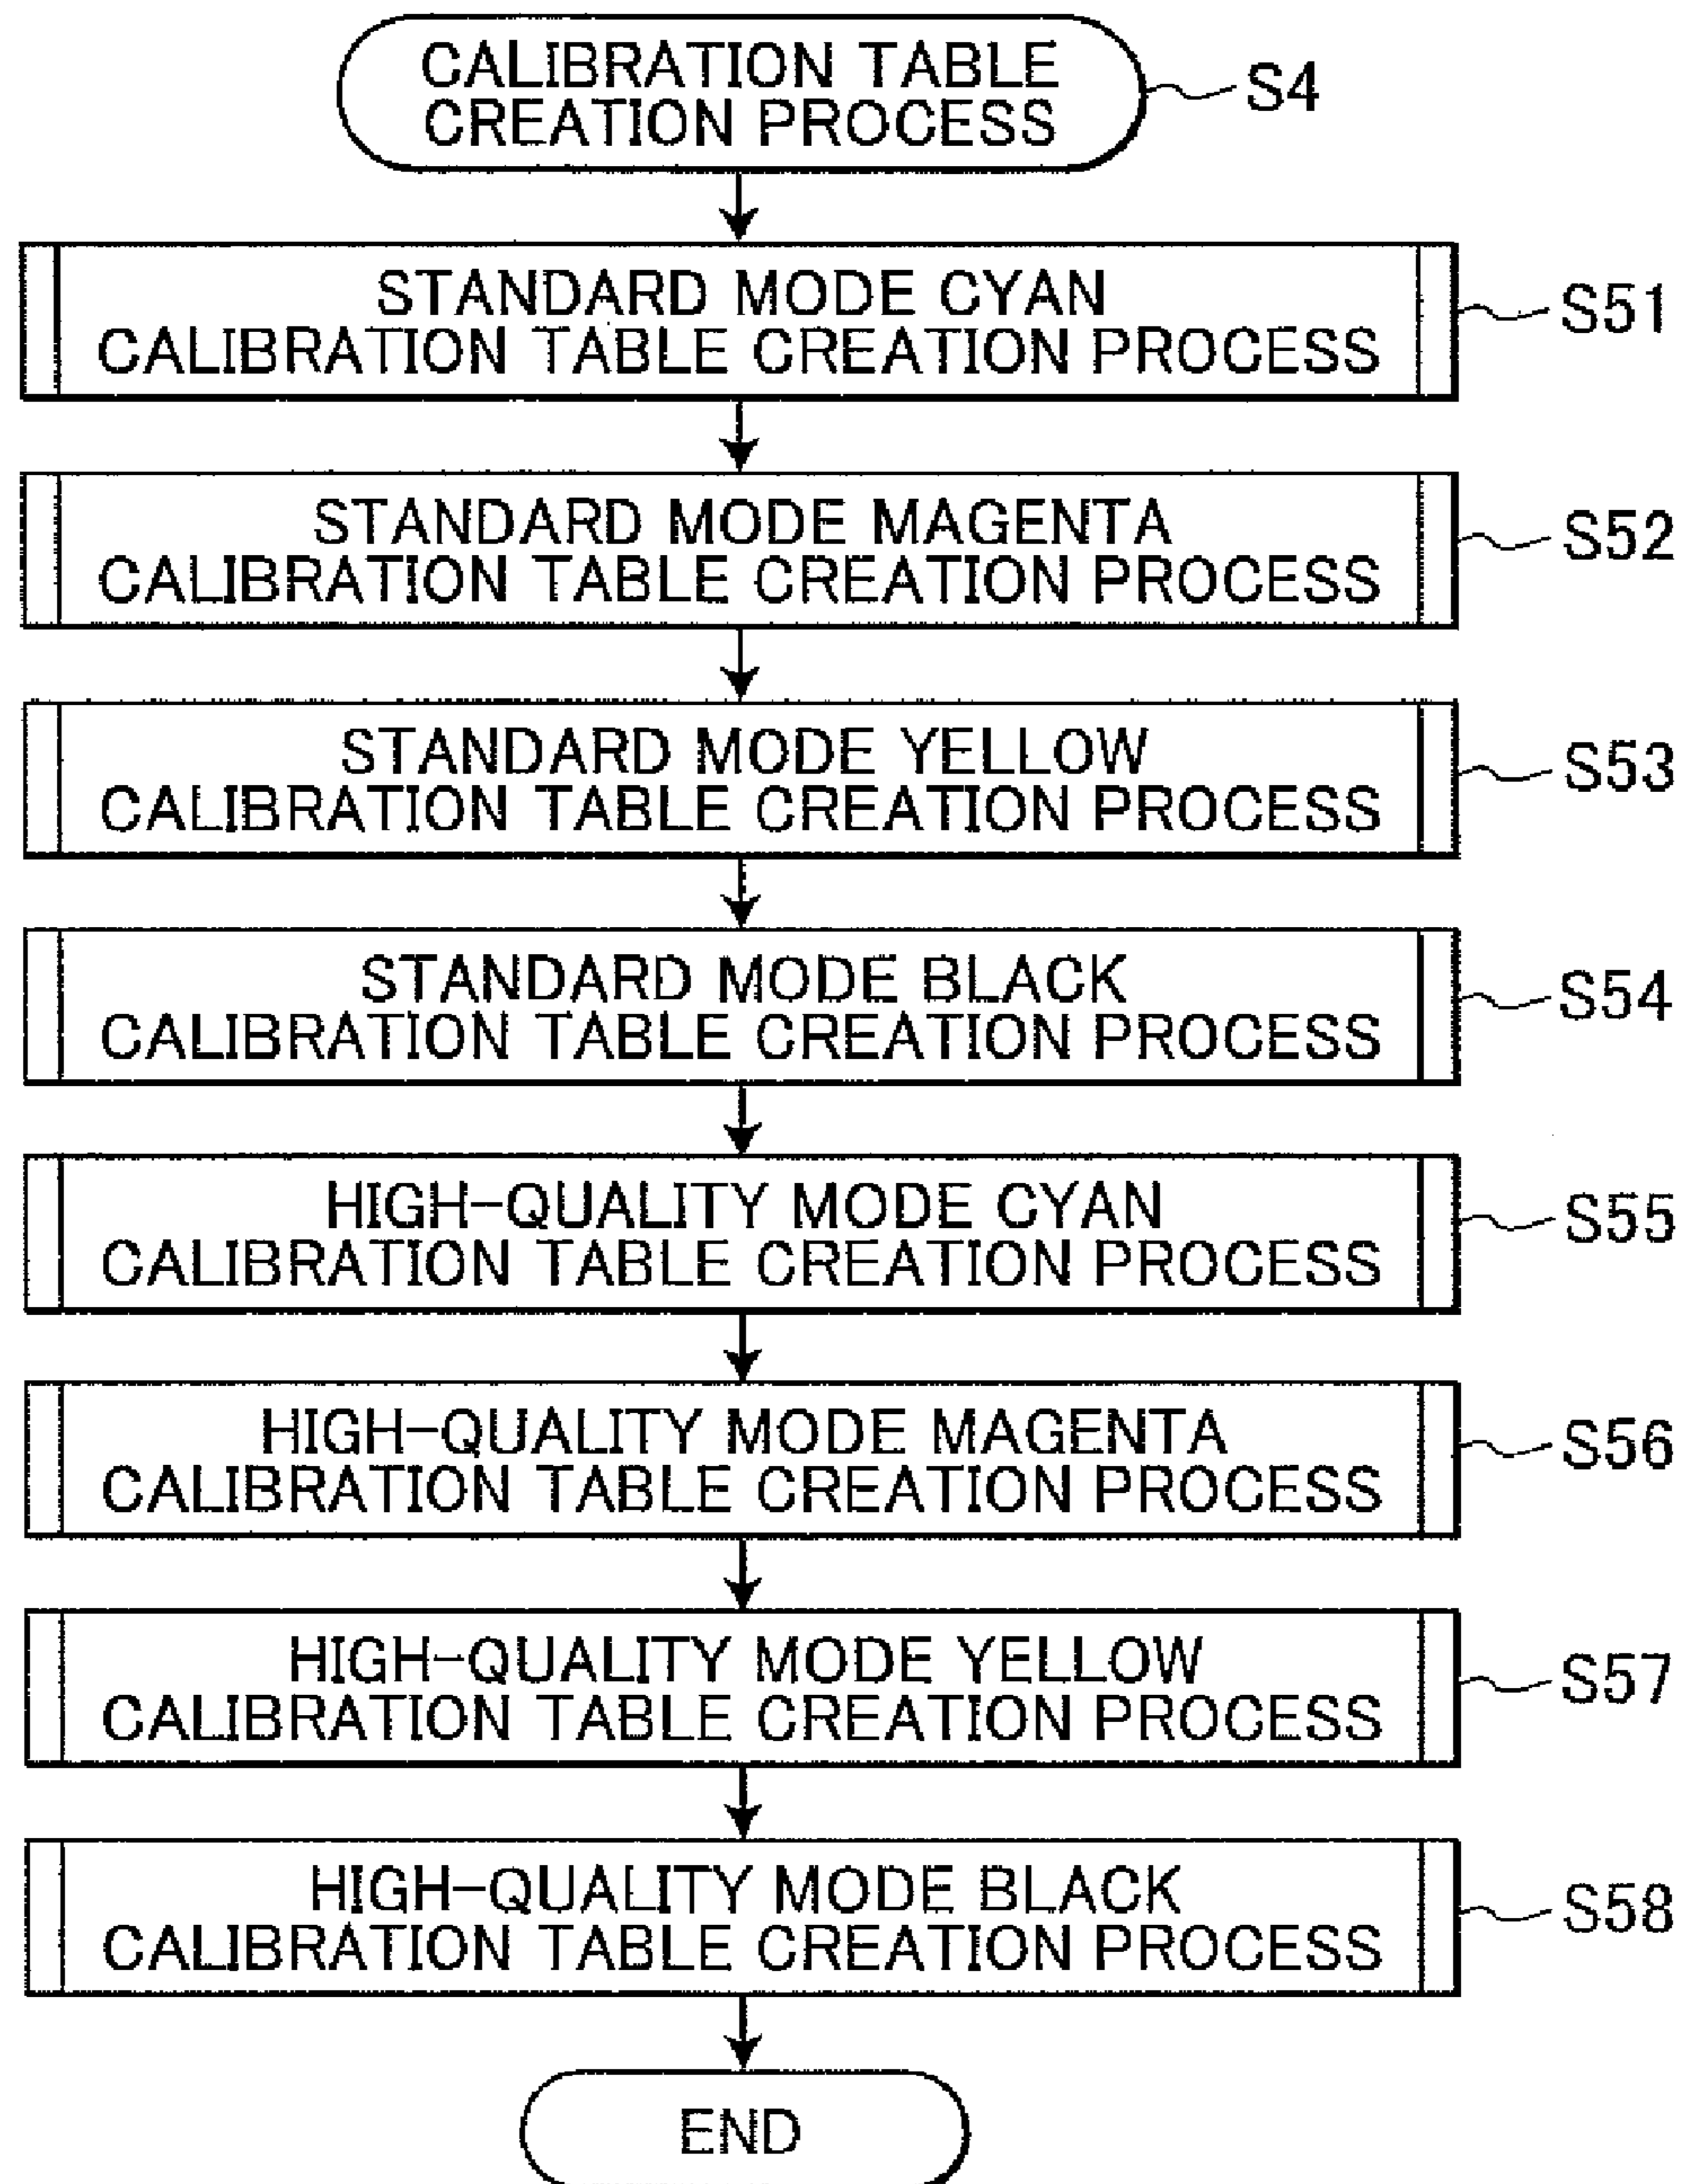 CALIBRATION TABLE
CREATION PROCESS
S4
STANDARD MODE CYAN
CALIBRATION TABLE CREATION PROCESS
S51
STANDARD MODE MAGENTA
CALIBRATION TABLE CREATION PROCESS
S52
STANDARD MODE YELLOW
CALIBRATION TABLE CREATION PROCESS
S53
STANDARD MODE BLACK
CALIBRATION TABLE CREATION PROCESS
S54
HIGH-QUALITY MODE CYAN
CALIBRATION TABLE CREATION PROCESS
S55
HIGH-QUALITY MODE MAGENTA
CALIBRATION TABLE CREATION PROCESS
S56
HIGH-QUALITY MODE YELLOW
CALIBRATION TABLE CREATION PROCESS
S57
HIGH-QUALITY MODE BLACK
CALIBRATION TABLE CREATION PROCESS
S58
END